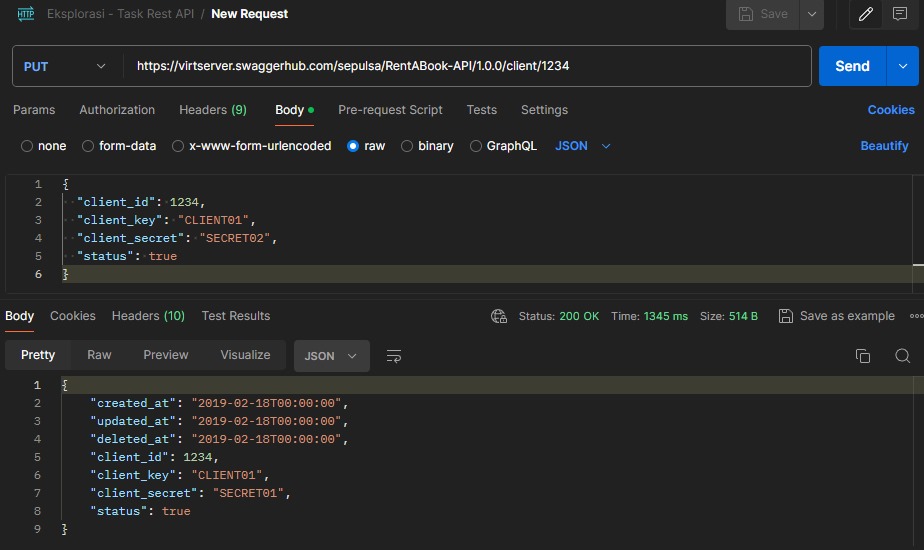 HTTP Eksplorasi - Task Rest API / New Request Save
PUT https://virtserver.swaggerhub.com/sepulsa/RentABook-API/1.0.0/client/1234 Send
Params Authorization Headers (9) Body Pre-request Script Tests Settings Cookies
none form-data x-www-form-urlencoded raw binary GraphQL JSON Beautify
1 {
2 "client_id": 1234,
3 "client_key": "CLIENT01",
4 "client_secret": "SECRET02",
5 "status": true
6 }
Body Cookies Headers (10) Test Results Status: 200 OK Time: 1345 ms Size: 514 B Save as example
Pretty Raw Preview Visualize JSON
1 {
2 "created_at": "2019-02-18T00:00:00",
3 "updated_at": "2019-02-18T00:00:00",
4 "deleted_at": "2019-02-18T00:00:00",
5 "client_id": 1234,
6 "client_key": "CLIENT01",
7 "client_secret": "SECRET01",
8 "status": true
9 }